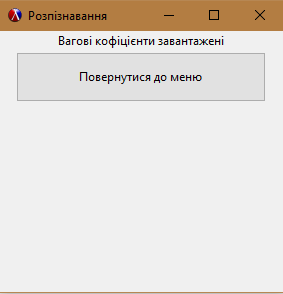 Розпізнавання
Вагові кофіцієнти завантажені
Повернутися до меню